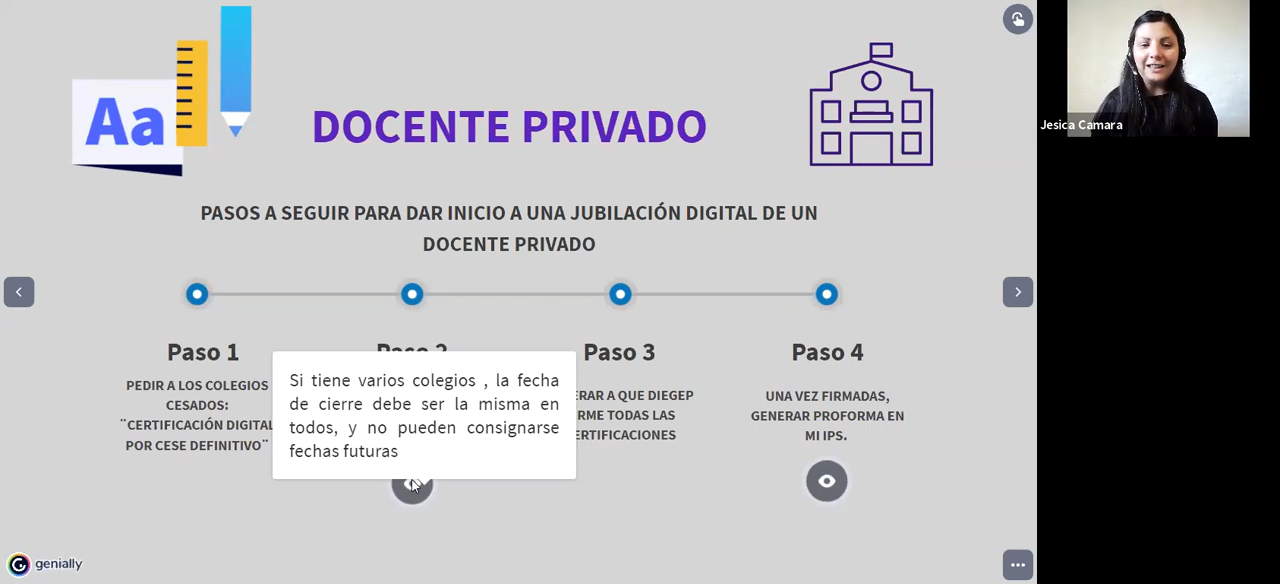 Aa
DOCENTE PRIVADO
Jesica Camara
PASOS A SEGUIR PARA DAR INICIO A UNA JUBILACIÓN DIGITAL DE UN
DOCENTE PRIVADO
Paso 1
PEDIR A LOS COLEGIOS
CESADOS:
¨CERTIFICACIÓN DIGITAL
POR CESE DEFINITIVO¨
Paso 2
Si tiene varios colegios , la fecha
de cierre debe ser la misma en
todos, y no pueden consignarse
fechas futuras
Paso 3
A QUE DIEGEP
TODAS LAS
Paso 4
UNA VEZ FIRMADAS,
GENERAR PROFORMA EN
MI IPS.
genially